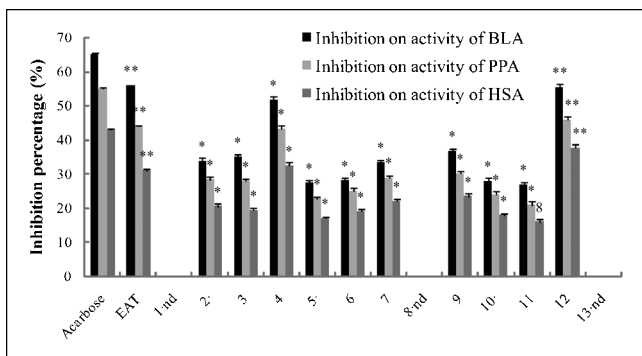 Inhibition percentage (%)
70
60
50
40
30
20
10
0
Inhibition on activity of BLA
Inhibition on activity of PPA
Inhibition on activity of HSA
** ** **
* * *
* * *
* * *
* * *
* * *
* * *
* * *
* * *
* * 8
** ** **
Acarbose
EAT
1·nd
2·
3
4
5·
6
7
8·nd
9
10·
11
12
13·nd